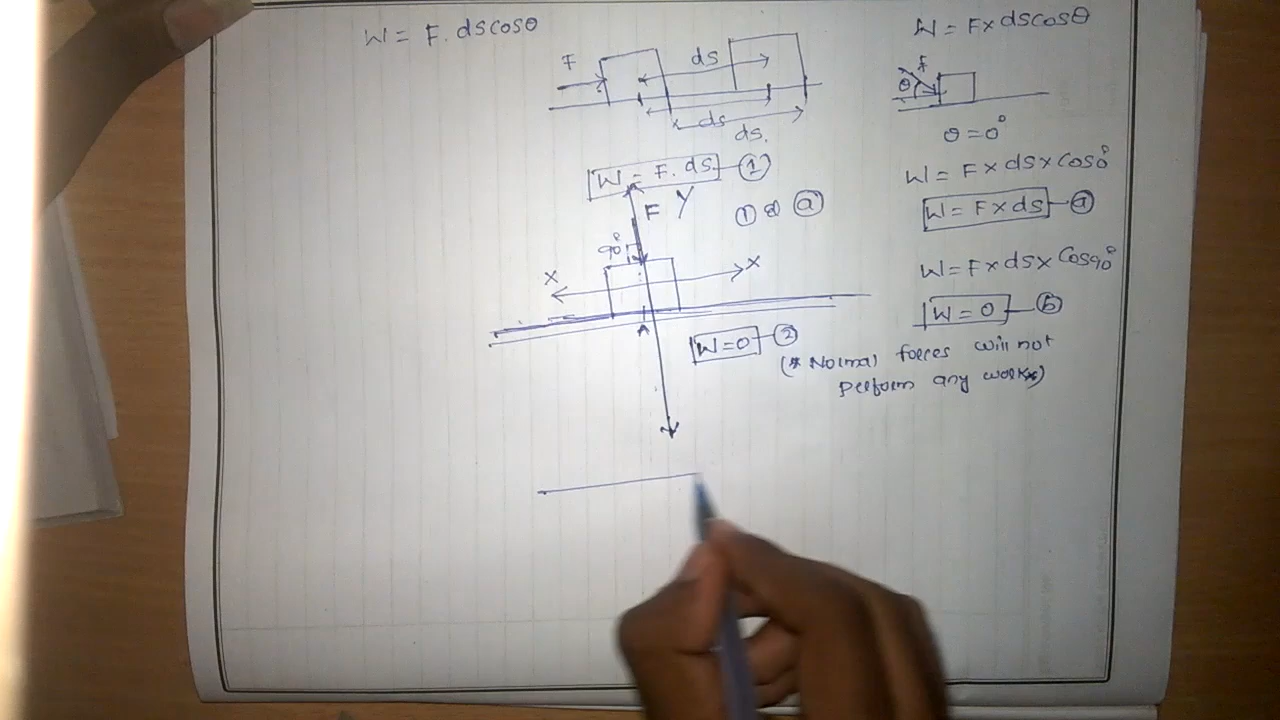 W = F. dscosθ
W = F×dscosθ
F
ds
F
θ
ds
ds.
θ = 0°
W = F. ds. ①
W = F × ds × Cos0°
F Y
① & ⓐ
W = F × ds ⓐ
90°
X
X
W = F × ds × Cos90°
W = 0 ⓑ
A
W = 0 ②
(* Normal forces will not
perform any work*)